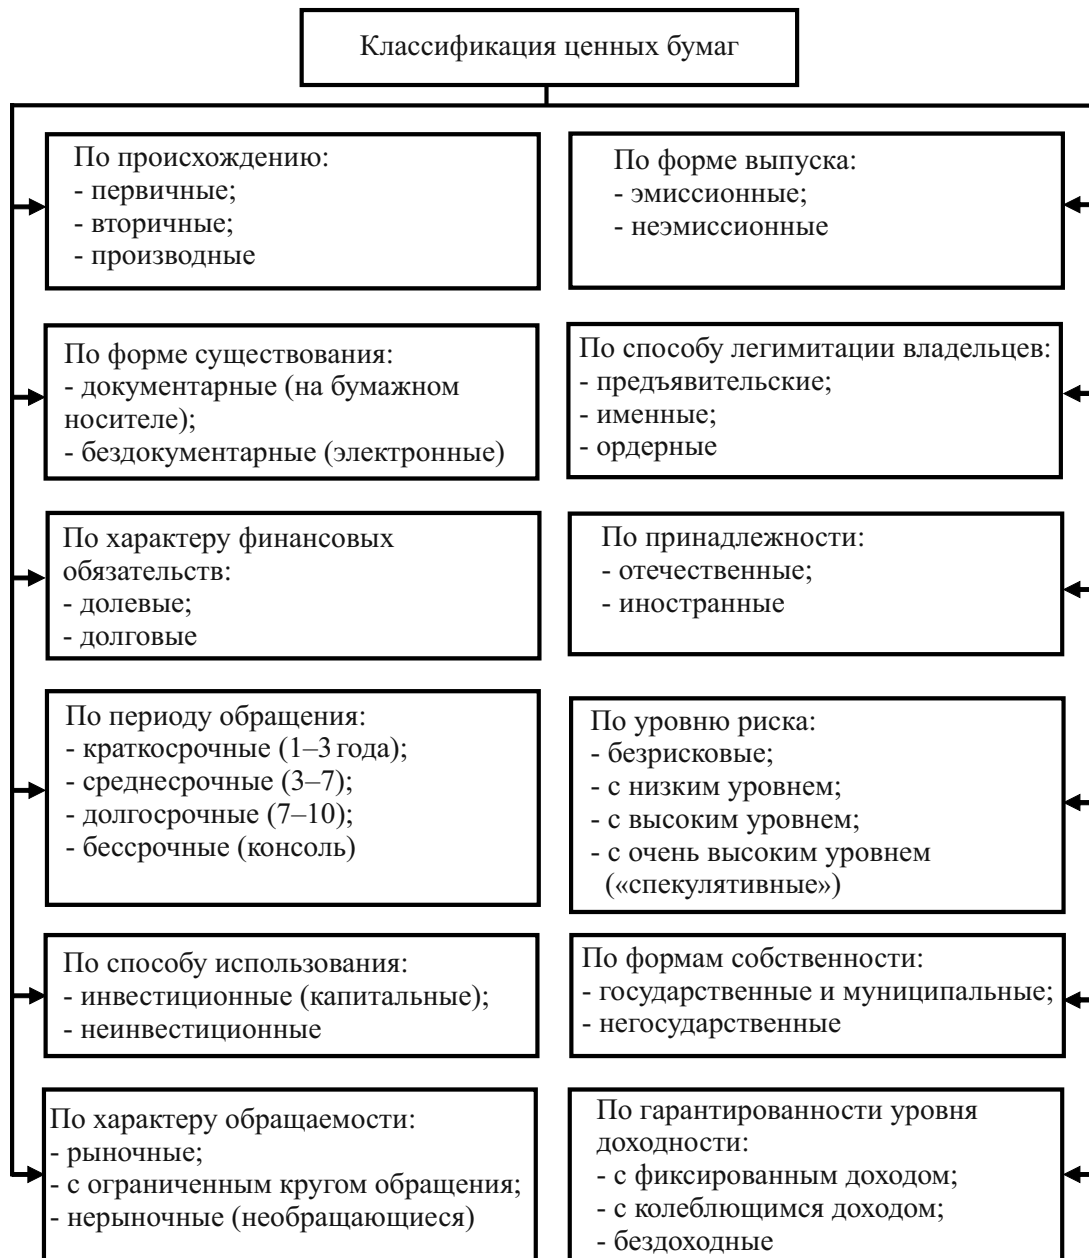 Классификация ценных бумаг
По происхождению:
- первичные;
- вторичные;
- производные
По форме выпуска:
- эмиссионные;
- неэмиссионные
По форме существования:
- документарные (на бумажном
носителе);
- бездокументарные (электронные)
По способу легимитации владельцев:
- предъявительские;
- именные;
- ордерные
По характеру финансовых
обязательств:
- долевые;
- долговые
По принадлежности:
- отечественные;
- иностранные
По периоду обращения:
- краткосрочные (1–3 года);
- среднесрочные (3–7);
- долгосрочные (7–10);
- бессрочные (консоль)
По уровню риска:
- безрисковые;
- с низким уровнем;
- с высоким уровнем;
- с очень высоким уровнем
(«спекулятивные»)
По способу использования:
- инвестиционные (капитальные);
- неинвестиционные
По формам собственности:
- государственные и муниципальные;
- негосударственные
По характеру обращаемости:
- рыночные;
- с ограниченным кругом обращения;
- нерыночные (необращающиеся)
По гарантированности уровня
доходности:
- с фиксированным доходом;
- с колеблющимся доходом;
- бездоходные